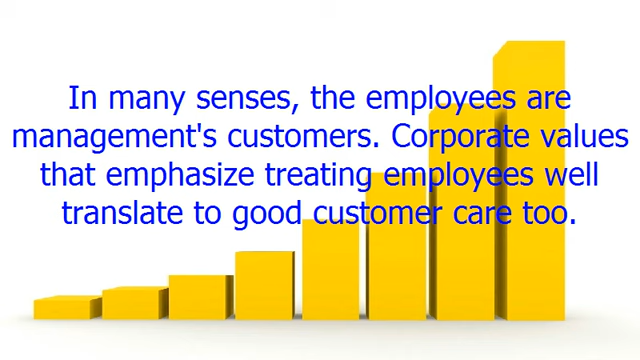 In many senses, the employees are
management's customers. Corporate values
that emphasize treating employees well
translate to good customer care too.